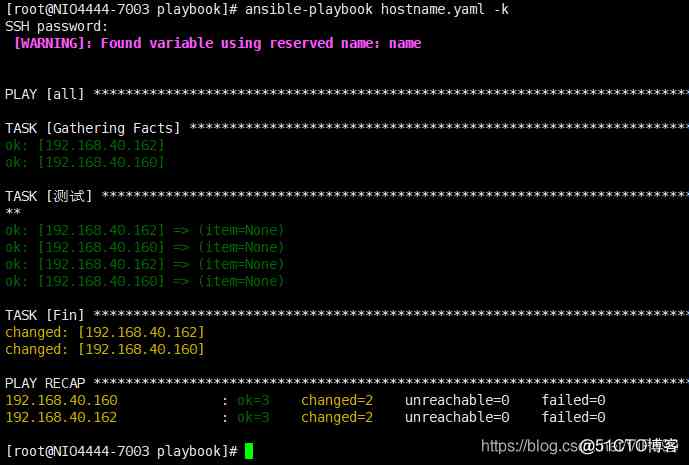 [root@NIO4444-7003 playbook]# ansible-playbook hostname.yaml -k
SSH password:
[WARNING]: Found variable using reserved name: name
PLAY [all] ***************************************************************************
TASK [Gathering Facts] ***************************************************************
ok: [192.168.40.162]
ok: [192.168.40.160]
TASK [测试] **************************************************************************
**
ok: [192.168.40.162] => (item=None)
ok: [192.168.40.160] => (item=None)
ok: [192.168.40.162] => (item=None)
ok: [192.168.40.160] => (item=None)
TASK [Fin] ***************************************************************************
changed: [192.168.40.162]
changed: [192.168.40.160]
PLAY RECAP ***************************************************************************
192.168.40.160 : ok=3 changed=2 unreachable=0 failed=0
192.168.40.162 : ok=3 changed=2 unreachable=0 failed=0
[root@NIO4444-7003 playbook]#
https://blog.cs
@51CTO博客